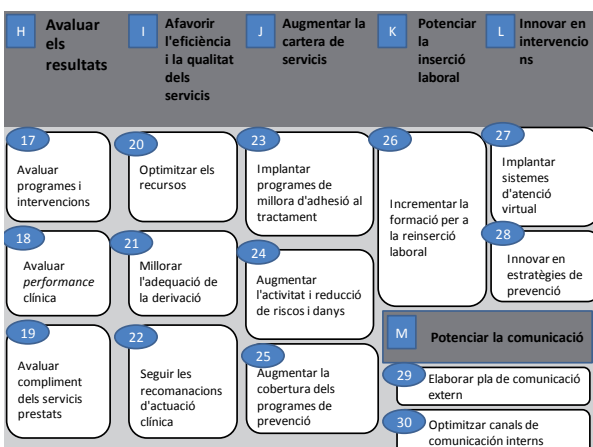 H
Avaluar
els
resultats
I
Afavorir
l'eficiència
i la qualitat
dels
servicis
J
Augmentar la
cartera de
servicis
K
Potenciar
la
inserció
laboral
L
Innovar en
intervencio
ns
17
Avaluar
programes i
intervencions
18
Avaluar
performance
clínica
19
Avaluar
compliment
dels servicis
prestats
20
Optimitzar els
recursos
21
Millorar
l'adequació de
la derivació
22
Seguir les
recomanacions
d'actuació
clínica
23
Implantar
programes de
millora d'adhesió al
tractament
24
Augmentar
l'activitat i reducció
de riscos i danys
25
Augmentar la
cobertura dels
programes de
prevenció
26
Incrementar la
formació per a
la reinserció
laboral
27
Implantar
sistemes
d'atenció
virtual
28
Innovar en
estratègies de
prevenció
M
Potenciar la comunicació
29
Elaborar pla de comunicació
extern
30
Optimitzar canals de
comunicación interns